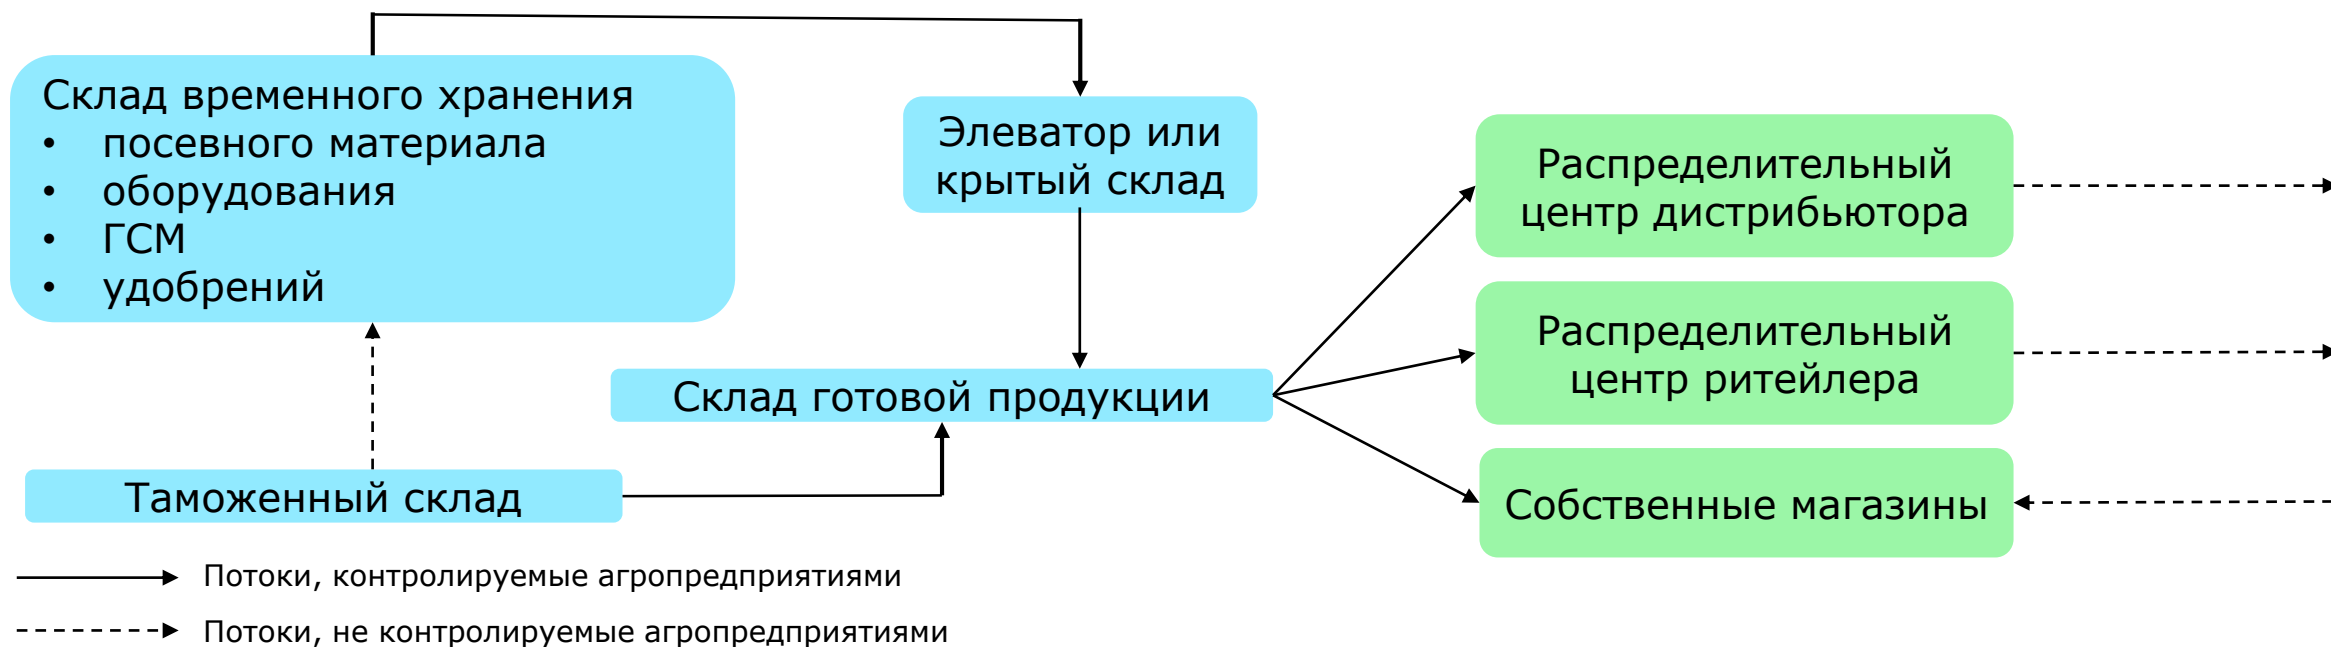 Склад временного хранения
• посевного материала
• оборудования
• ГСМ
• удобрений
Элеватор или
крытый склад
Распределительный
центр дистрибьютора
Распределительный
центр ритейлера
Склад готовой продукции
Таможенный склад
Собственные магазины
Потоки, контролируемые агропредприятиями
Потоки, не контролируемые агропредприятиями